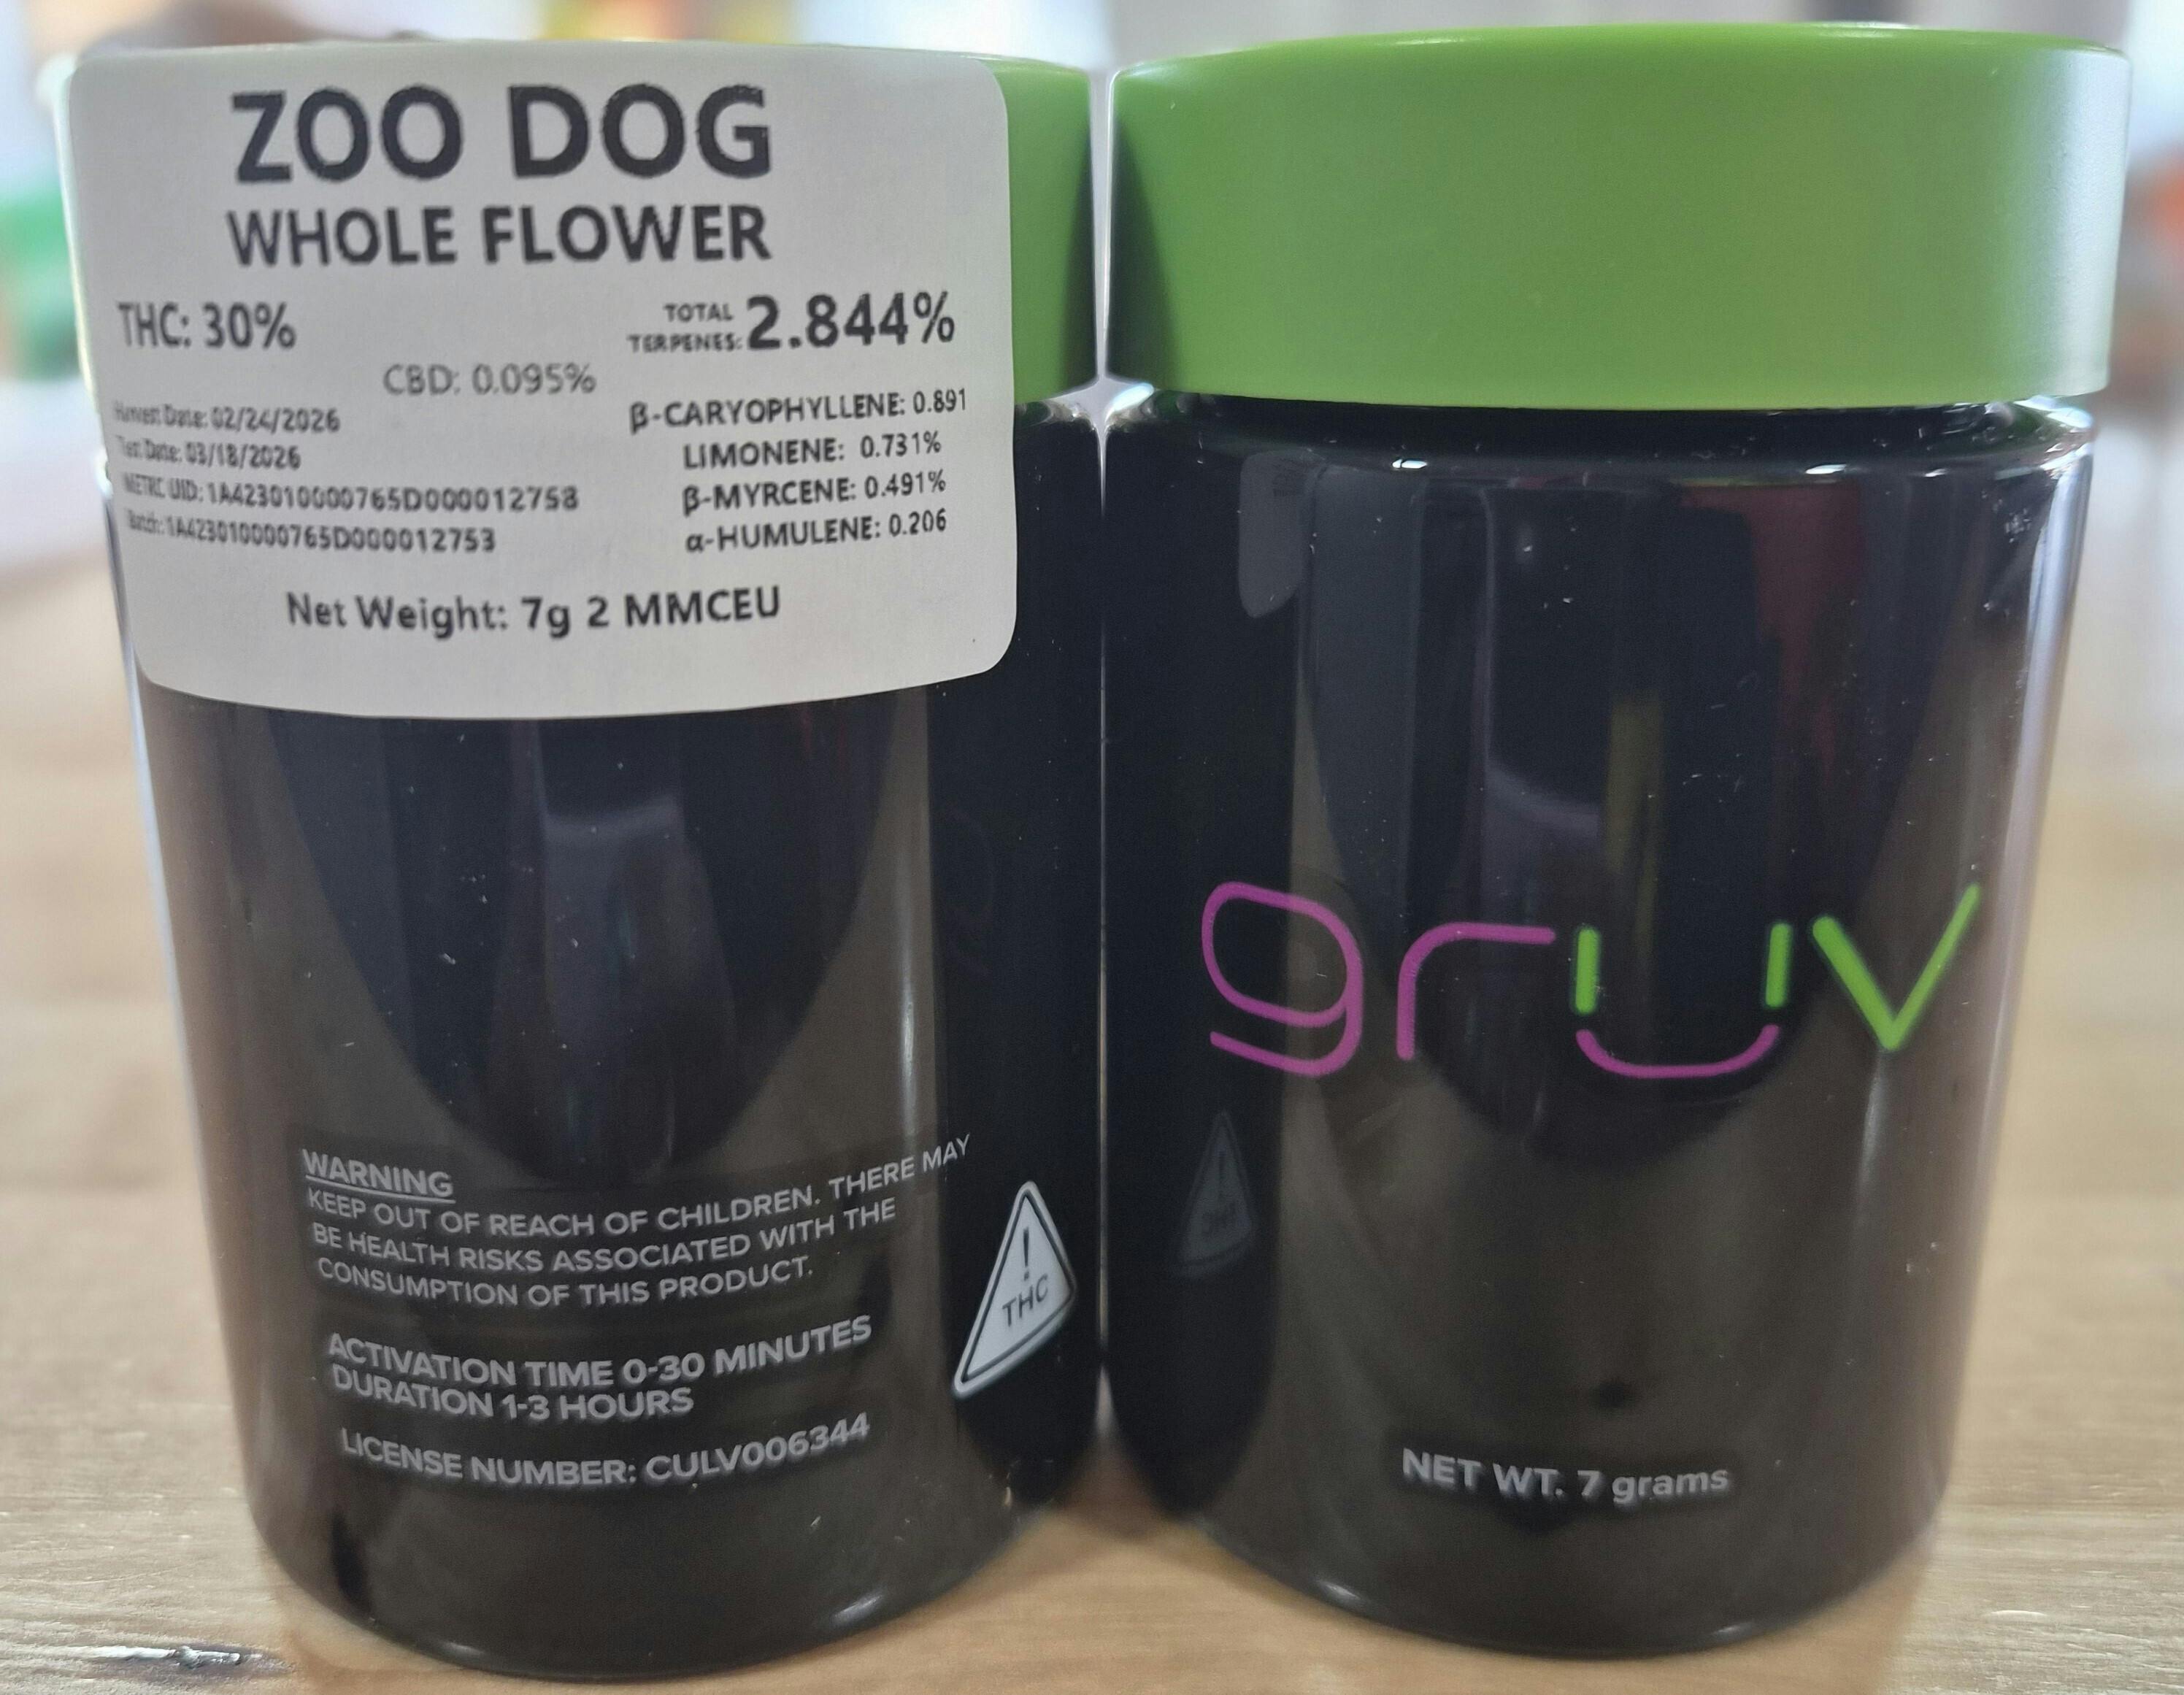 ZOO DOG
WHOLE FLOWER
THC: 30%
TOTAL TERPENES: 2.844%
CBD: 0.095%
Harvest Date: 02/24/2026
Test Date: 03/18/2026
METRC UID: 1A423010000765D000012758
Batch: 1A423010000765D000012753
β-CARYOPHYLLENE: 0.891
LIMONENE: 0.731%
β-MYRCENE: 0.491%
α-HUMULENE: 0.206
Net Weight: 7g 2 MMCEU
WARNING
KEEP OUT OF REACH OF CHILDREN. THERE MAY
BE HEALTH RISKS ASSOCIATED WITH THE
CONSUMPTION OF THIS PRODUCT.
ACTIVATION TIME 0-30 MINUTES
DURATION 1-3 HOURS
LICENSE NUMBER: CULV006344
!
THC
gruv
NET WT. 7 grams